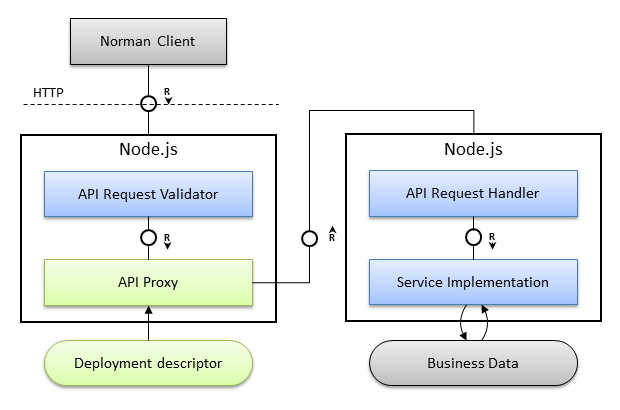 Norman Client
HTTP
R
Node.js
API Request Validator
R
API Proxy
Deployment descriptor
R
Node.js
API Request Handler
R
Service Implementation
Business Data